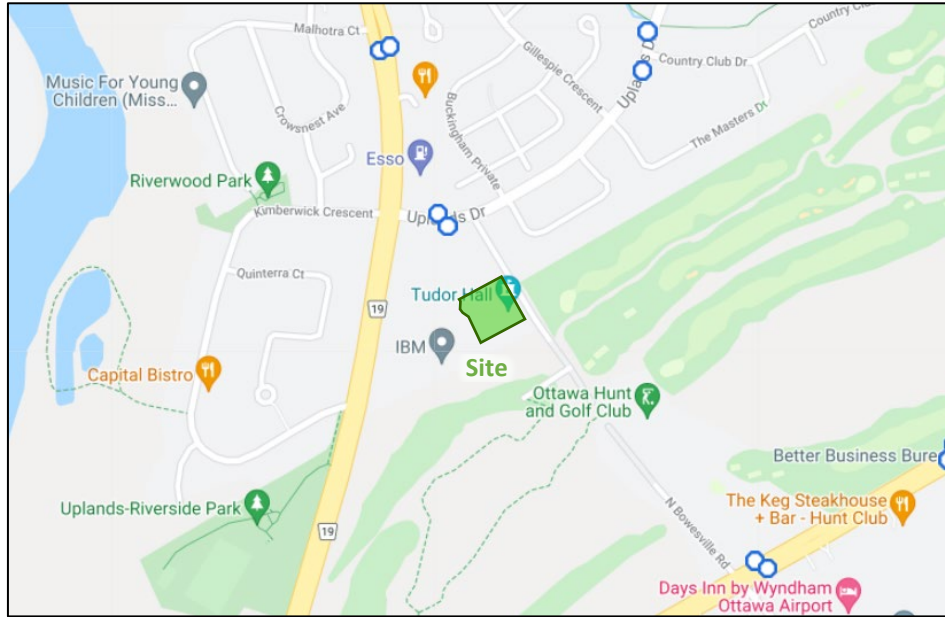 Malhotra Ct
Country Club
Country Club Dr
Gillespie Crescent
Uplands D
Music For Young
Children (Miss...
Crowsnest Ave
Buckingham Private
The Masters Dr
Esso
Riverwood Park
Kimberwick Crescent
Uplands Dr
Quinterra Ct
Tudor Hall
19
IBM
Site
Capital Bistro
Ottawa Hunt
and Golf Club
Better Business Bure
Uplands-Riverside Park
19
The Keg Steakhouse
+ Bar - Hunt Club
N Bowesville Rd
Days Inn by Wyndham
Ottawa Airport